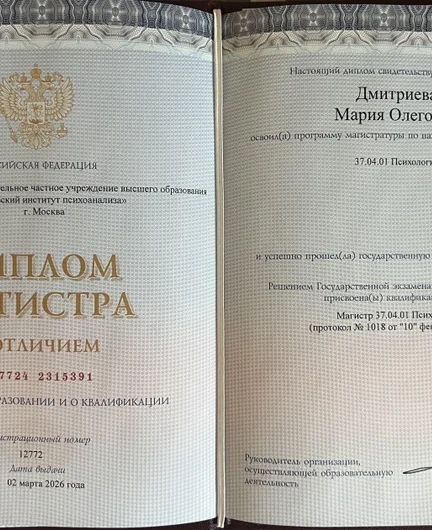 СИЙСКАЯ ФЕДЕРАЦИЯ
ельное частное учреждение высшего образования
ский институт психоанализа»
г. Москва
ИПЛОМ
ГИСТРА
ОТЛИЧИЕМ
7724 2315391
РАЗОВАНИИ И О КВАЛИФИКАЦИИ
истрационный номер
12772
Дата выдачи
02 марта 2026 года
Настоящий диплом свидетельству
Дмитриева
Мария Олего
освоил(а) программу магистратуры по на
37.04.01 Психолог
и успешно прошел(ла) государственную
Решением Государственной экзамена
присвоена(ы) квалифика
Магистр 37.04.01 Псих
(протокол № 1018 от "10" фев
Руководитель организации,
осуществляющей образовательную
деятельность